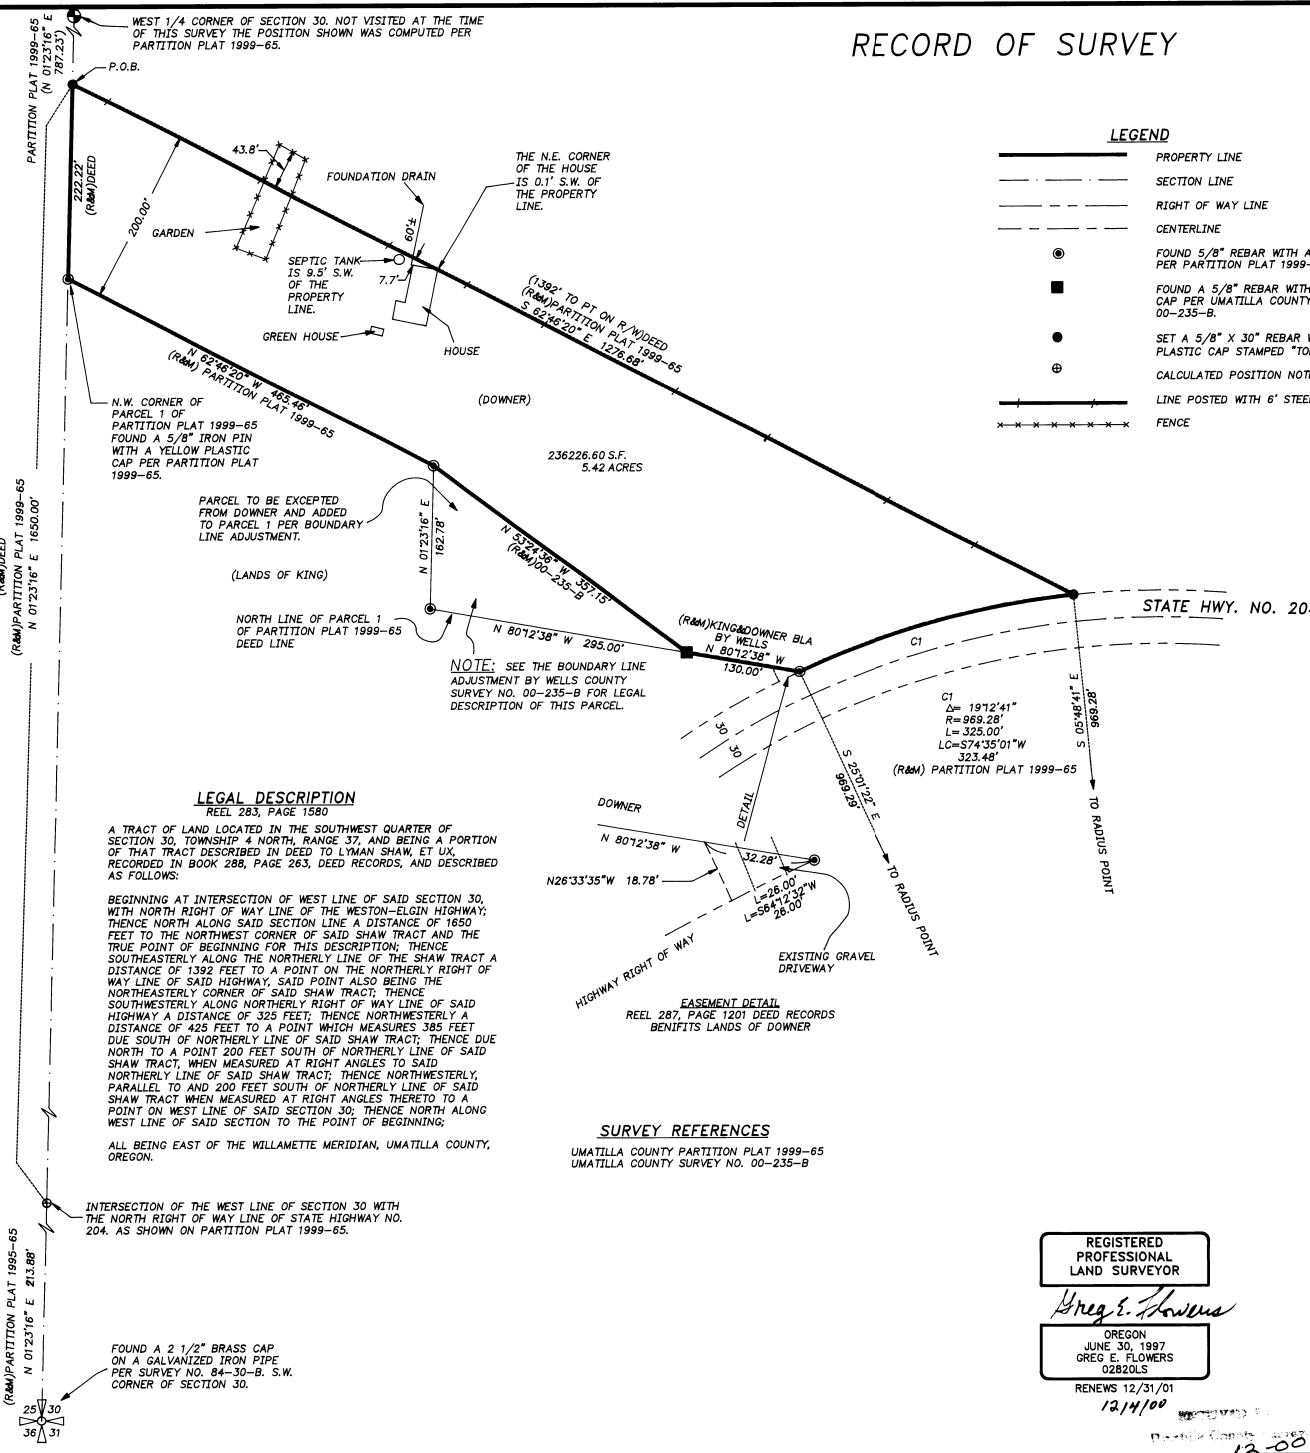 RECORD OF SURVEY
WEST 1/4 CORNER OF SECTION 30. NOT VISITED AT THE TIME
OF THIS SURVEY THE POSITION SHOWN WAS COMPUTED PER
PARTITION PLAT 1999-65.
PARTITION PLAT 1999-65
(N 01°23'16" E
787.23')
P.O.B.
222.22'
(R&M)DEED
200.00'
43.8'
GARDEN
FOUNDATION DRAIN
60'±
THE N.E. CORNER
OF THE HOUSE
IS 0.1' S.W. OF
THE PROPERTY
LINE.
SEPTIC TANK
IS 9.5' S.W.
OF THE
PROPERTY
LINE.
7.7'
GREEN HOUSE
HOUSE
(1392' TO PT ON R/W)DEED
(R&M)PARTITION PLAT 1999-65
S 62°46'20" E 1276.68'
LEGEND
PROPERTY LINE
SECTION LINE
RIGHT OF WAY LINE
CENTERLINE
FOUND 5/8" REBAR WITH A
PER PARTITION PLAT 1999-
FOUND A 5/8" REBAR WITH
CAP PER UMATILLA COUNTY
00-235-B.
SET A 5/8" X 30" REBAR
PLASTIC CAP STAMPED "TO
CALCULATED POSITION NOT
LINE POSTED WITH 6' STEE
FENCE
N 62°46'20" W 465.46'
(R&M) PARTITION PLAT 1999-65
(DOWNER)
N.W. CORNER OF
PARCEL 1 OF
PARTITION PLAT 1999-65
FOUND A 5/8" IRON PIN
WITH A YELLOW PLASTIC
CAP PER PARTITION PLAT
1999-65.
236226.60 S.F.
5.42 ACRES
PARCEL TO BE EXCEPTED
FROM DOWNER AND ADDED
TO PARCEL 1 PER BOUNDARY
LINE ADJUSTMENT.
N 01°23'16" E
162.78'
N 53°24'36" W 357.15'
(R&M)00-235-B
(R&M)DEED
(R&M)PARTITION PLAT 1999-65
N 01°23'16" E 1650.00'
(LANDS OF KING)
NORTH LINE OF PARCEL 1
OF PARTITION PLAT 1999-65
DEED LINE
N 80°12'38" W 295.00'
(R&M)KING&DOWNER BLA
BY WELLS
N 80°12'38" W
130.00'
C1
STATE HWY. NO. 20
NOTE: SEE THE BOUNDARY LINE
ADJUSTMENT BY WELLS COUNTY
SURVEY NO. 00-235-B FOR LEGAL
DESCRIPTION OF THIS PARCEL.
30
30
C1
Δ= 19°12'41"
R=969.28'
L= 325.00'
LC=S74°35'01"W
323.48'
(R&M) PARTITION PLAT 1999-65
S 05°48'41" E
969.28'
TO RADIUS POINT
S 25°01'22" E
969.29'
TO RADIUS POINT
LEGAL DESCRIPTION
REEL 283, PAGE 1580
A TRACT OF LAND LOCATED IN THE SOUTHWEST QUARTER OF
SECTION 30, TOWNSHIP 4 NORTH, RANGE 37, AND BEING A PORTION
OF THAT TRACT DESCRIBED IN DEED TO LYMAN SHAW, ET UX,
RECORDED IN BOOK 288, PAGE 263, DEED RECORDS, AND DESCRIBED
AS FOLLOWS:
BEGINNING AT INTERSECTION OF WEST LINE OF SAID SECTION 30,
WITH NORTH RIGHT OF WAY LINE OF THE WESTON-ELGIN HIGHWAY;
THENCE NORTH ALONG SAID SECTION LINE A DISTANCE OF 1650
FEET TO THE NORTHWEST CORNER OF SAID SHAW TRACT AND THE
TRUE POINT OF BEGINNING FOR THIS DESCRIPTION; THENCE
SOUTHEASTERLY ALONG THE NORTHERLY LINE OF THE SHAW TRACT A
DISTANCE OF 1392 FEET TO A POINT ON THE NORTHERLY RIGHT OF
WAY LINE OF SAID HIGHWAY, SAID POINT ALSO BEING THE
NORTHEASTERLY CORNER OF SAID SHAW TRACT; THENCE
SOUTHWESTERLY ALONG NORTHERLY RIGHT OF WAY LINE OF SAID
HIGHWAY A DISTANCE OF 325 FEET; THENCE NORTHWESTERLY A
DISTANCE OF 425 FEET TO A POINT WHICH MEASURES 385 FEET
DUE SOUTH OF NORTHERLY LINE OF SAID SHAW TRACT; THENCE DUE
NORTH TO A POINT 200 FEET SOUTH OF NORTHERLY LINE OF SAID
SHAW TRACT, WHEN MEASURED AT RIGHT ANGLES TO SAID
NORTHERLY LINE OF SAID SHAW TRACT; THENCE NORTHWESTERLY,
PARALLEL TO AND 200 FEET SOUTH OF NORTHERLY LINE OF SAID
SHAW TRACT WHEN MEASURED AT RIGHT ANGLES THERETO TO A
POINT ON WEST LINE OF SAID SECTION 30; THENCE NORTH ALONG
WEST LINE OF SAID SECTION TO THE POINT OF BEGINNING;
ALL BEING EAST OF THE WILLAMETTE MERIDIAN, UMATILLA COUNTY,
OREGON.
DOWNER
DETAIL
N 80°12'38" W
32.28'
N26°33'35"W 18.78'
L=26.00'
L=S64°12'32"W
26.00'
EXISTING GRAVEL
DRIVEWAY
HIGHWAY RIGHT OF WAY
EASEMENT DETAIL
REEL 287, PAGE 1201 DEED RECORDS
BENIFITS LANDS OF DOWNER
SURVEY REFERENCES
UMATILLA COUNTY PARTITION PLAT 1999-65
UMATILLA COUNTY SURVEY NO. 00-235-B
INTERSECTION OF THE WEST LINE OF SECTION 30 WITH
THE NORTH RIGHT OF WAY LINE OF STATE HIGHWAY NO.
204. AS SHOWN ON PARTITION PLAT 1999-65.
(R&M)PARTITION PLAT 1995-65
N 01°23'16" E 213.88'
FOUND A 2 1/2" BRASS CAP
ON A GALVANIZED IRON PIPE
PER SURVEY NO. 84-30-B. S.W.
CORNER OF SECTION 30.
25 30
36 31
REGISTERED
PROFESSIONAL
LAND SURVEYOR
Greg E. Flowers
OREGON
JUNE 30, 1997
GREG E. FLOWERS
02820LS
RENEWS 12/31/01
12/4/00
12-00